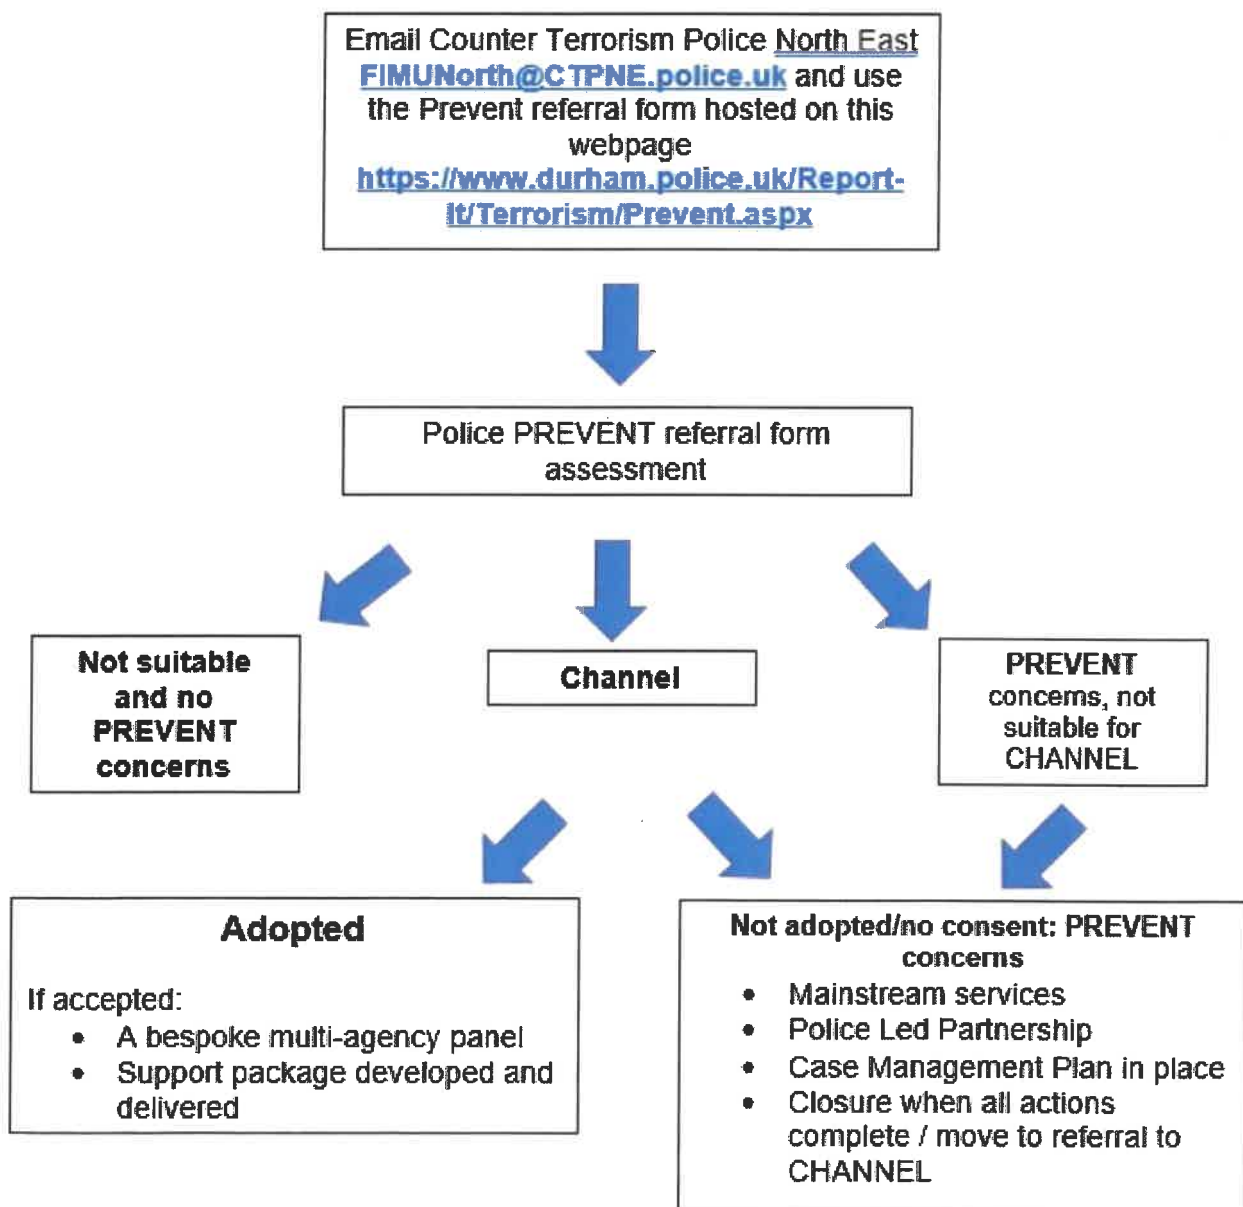 Email Counter Terrorism Police North East
FIMUNorth@CTPNE.police.uk and use
the Prevent referral form hosted on this
webpage
https://www.durham.police.uk/Report-
It/Terrorism/Prevent.aspx
Police PREVENT referral form
assessment
Not suitable
and no
PREVENT
concerns
Channel
PREVENT
concerns, not
suitable for
CHANNEL
Adopted
If accepted:
• A bespoke multi-agency panel
• Support package developed and
delivered
Not adopted/no consent: PREVENT
concerns
• Mainstream services
• Police Led Partnership
• Case Management Plan in place
• Closure when all actions
complete / move to referral to
CHANNEL